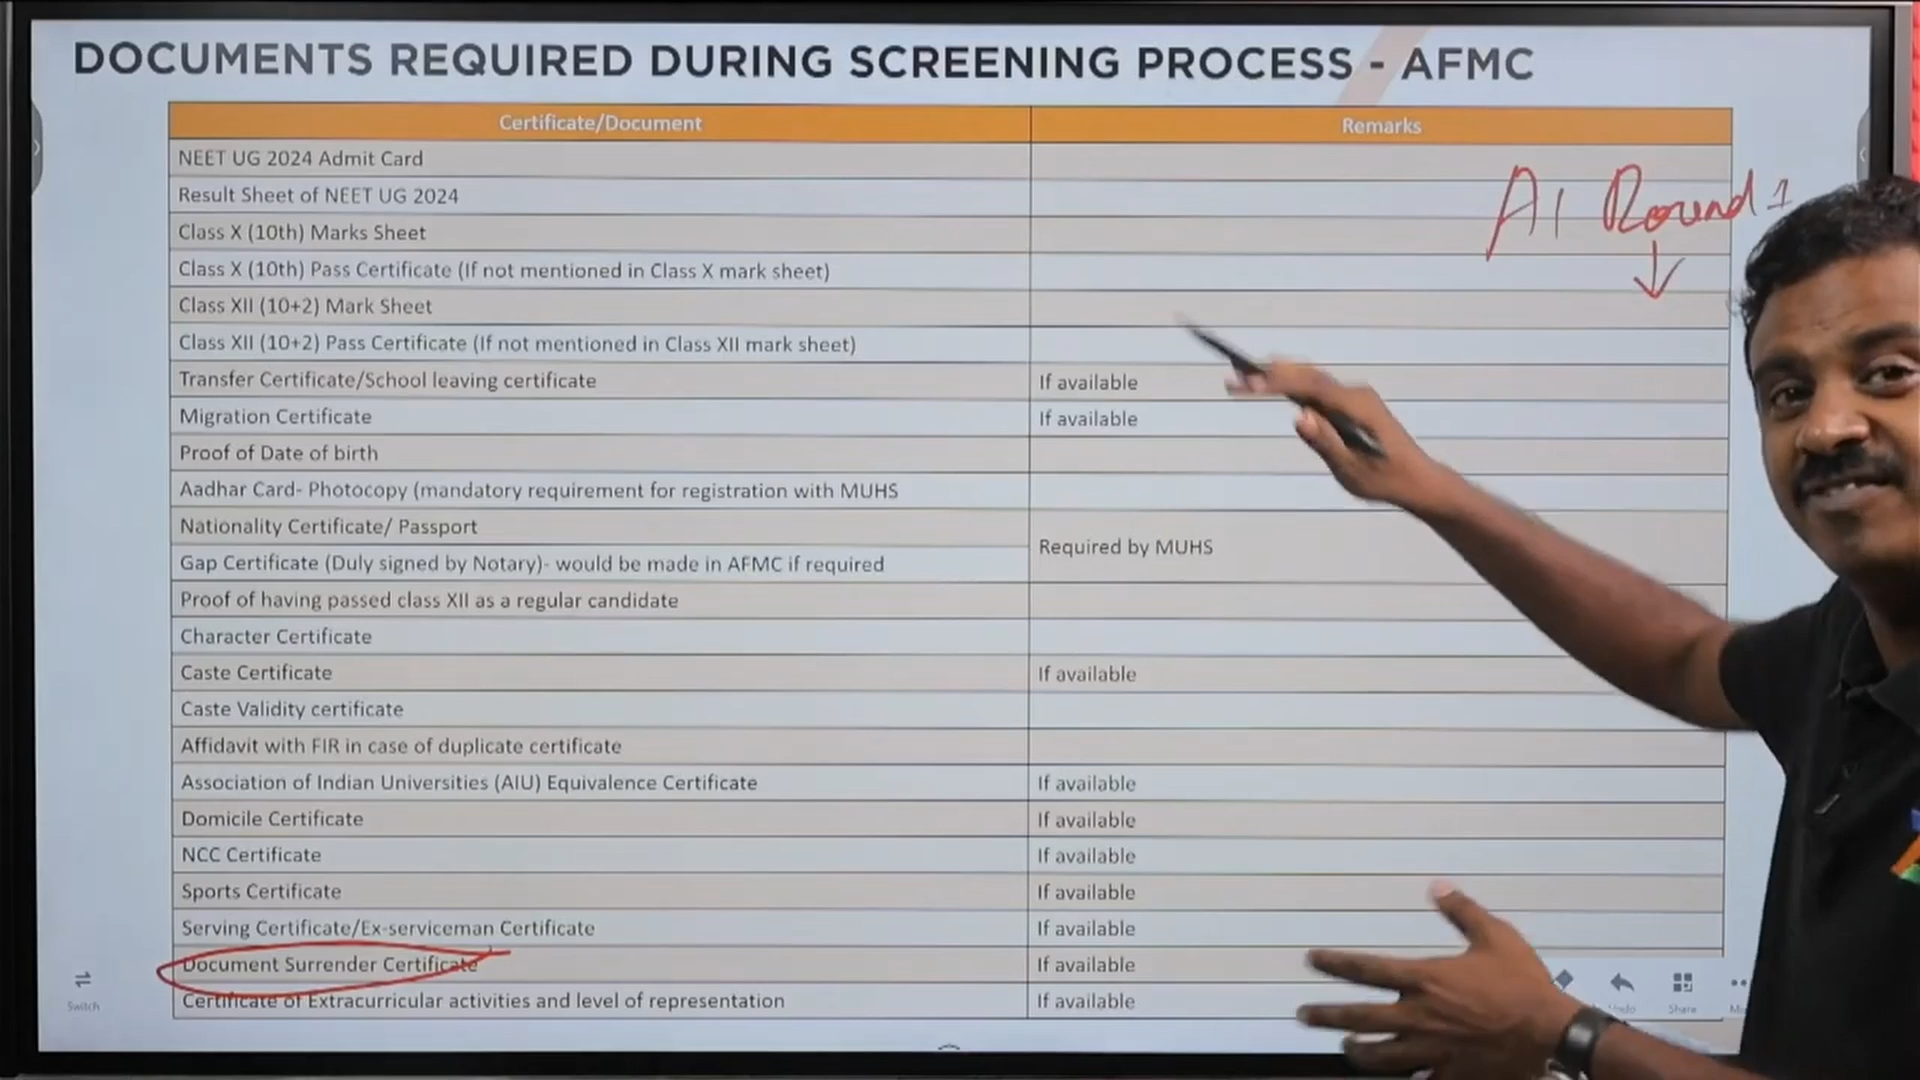 DOCUMENTS REQUIRED DURING SCREENING PROCESS - AFMC
Certificate/Document Remarks
NEET UG 2024 Admit Card
Result Sheet of NEET UG 2024
AI Round 1
Class X (10th) Marks Sheet
Class X (10th) Pass Certificate (If not mentioned in Class X mark sheet)
Class XII (10+2) Mark Sheet
Class XII (10+2) Pass Certificate (If not mentioned in Class XII mark sheet)
Transfer Certificate/School leaving certificate If available
Migration Certificate If available
Proof of Date of birth
Aadhar Card- Photocopy (mandatory requirement for registration with MUHS
Nationality Certificate/ Passport
Required by MUHS
Gap Certificate (Duly signed by Notary)- would be made in AFMC if required
Proof of having passed class XII as a regular candidate
Character Certificate
Caste Certificate If available
Caste Validity certificate
Affidavit with FIR in case of duplicate certificate
Association of Indian Universities (AIU) Equivalence Certificate If available
Domicile Certificate If available
NCC Certificate If available
Sports Certificate If available
Serving Certificate/Ex-serviceman Certificate If available
Document Surrender Certificate If available
Certificate of Extracurricular activities and level of representation If available
Switch
Undo Share